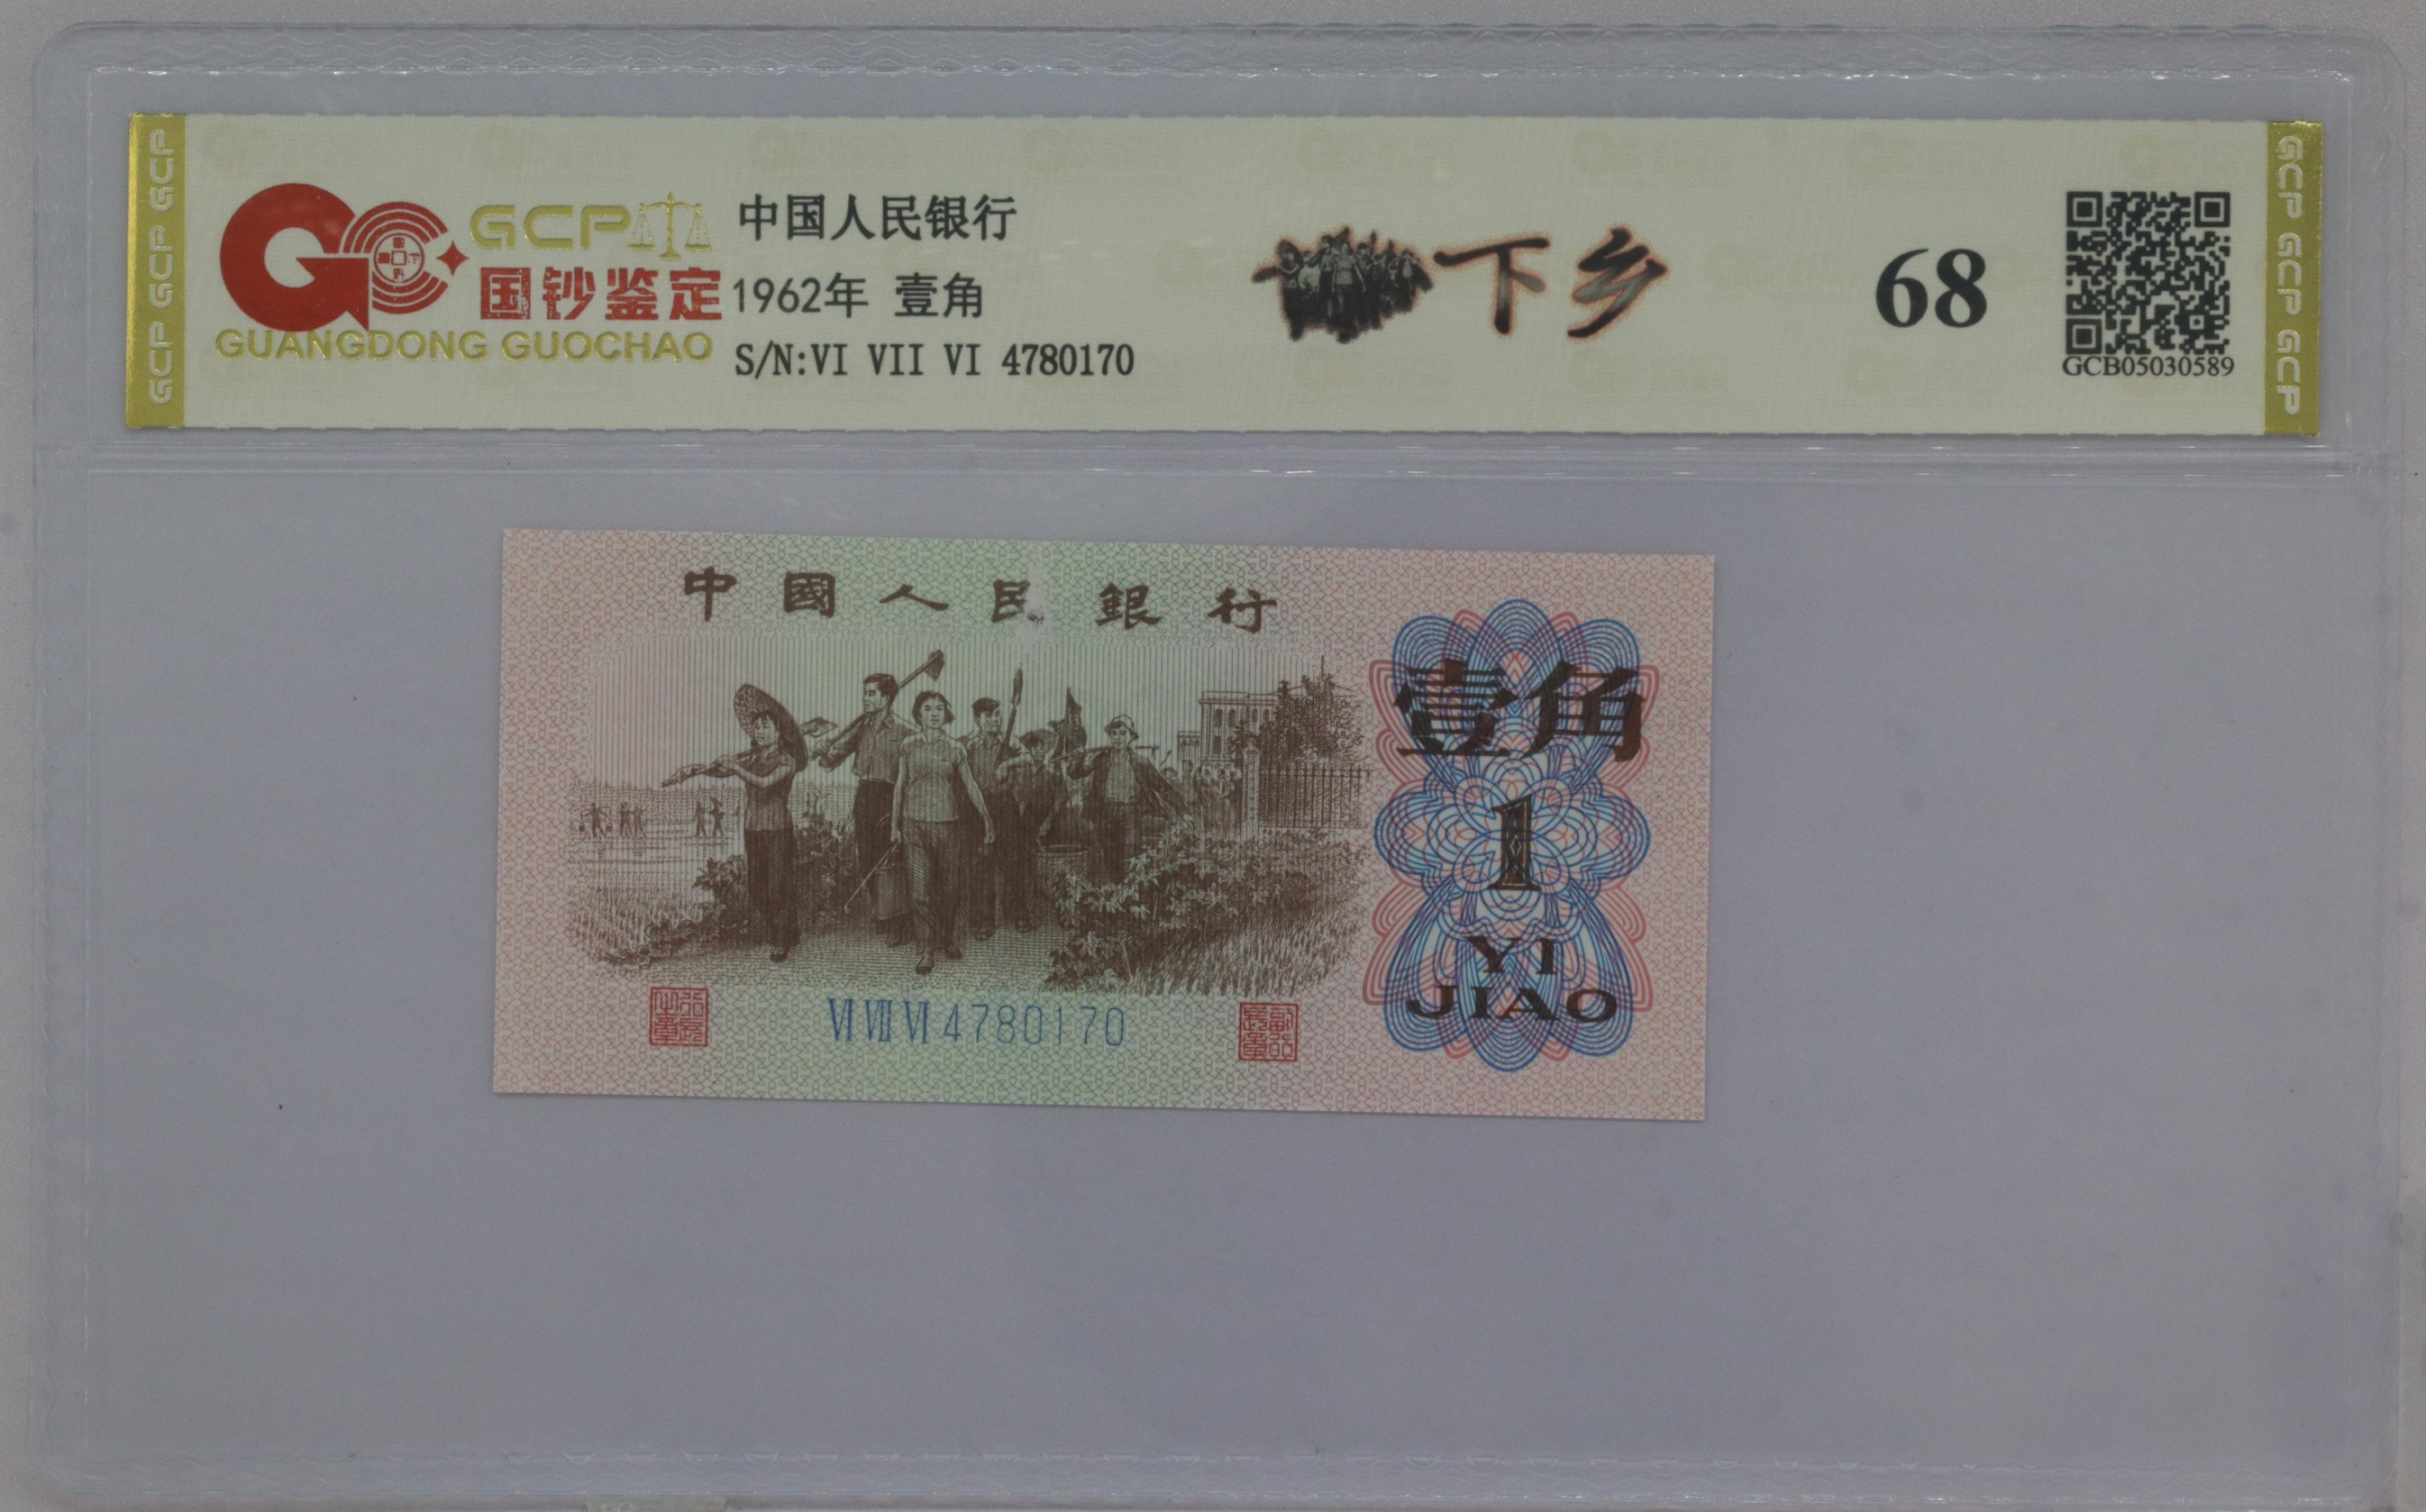 GCP GCP GCP
GCP
国钞鉴定
GUANGDONG GUOCHAO
中国人民银行
1962年 壹角
S/N:VI VII VI 4780170
下乡
68
GCB05030589
GCP GCP GCP
中國人民銀行
壹角
1
YI
JIAO
VI VII VI 4780170